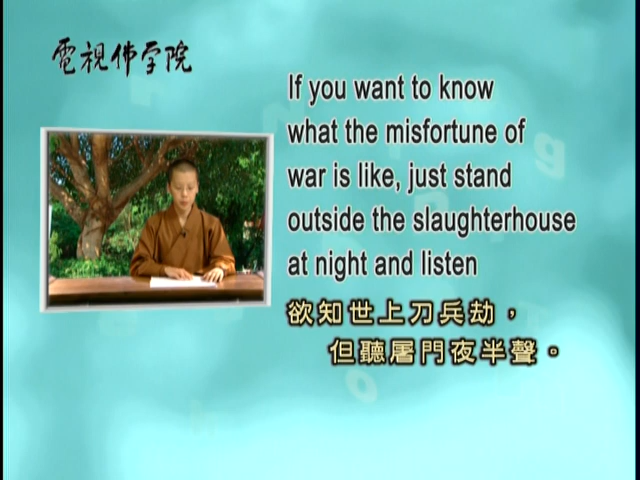 電視佛学院
If you want to know
what the misfortune of
war is like, just stand
outside the slaughterhouse
at night and listen
欲知世上刀兵劫，
但聽屠門夜半聲。